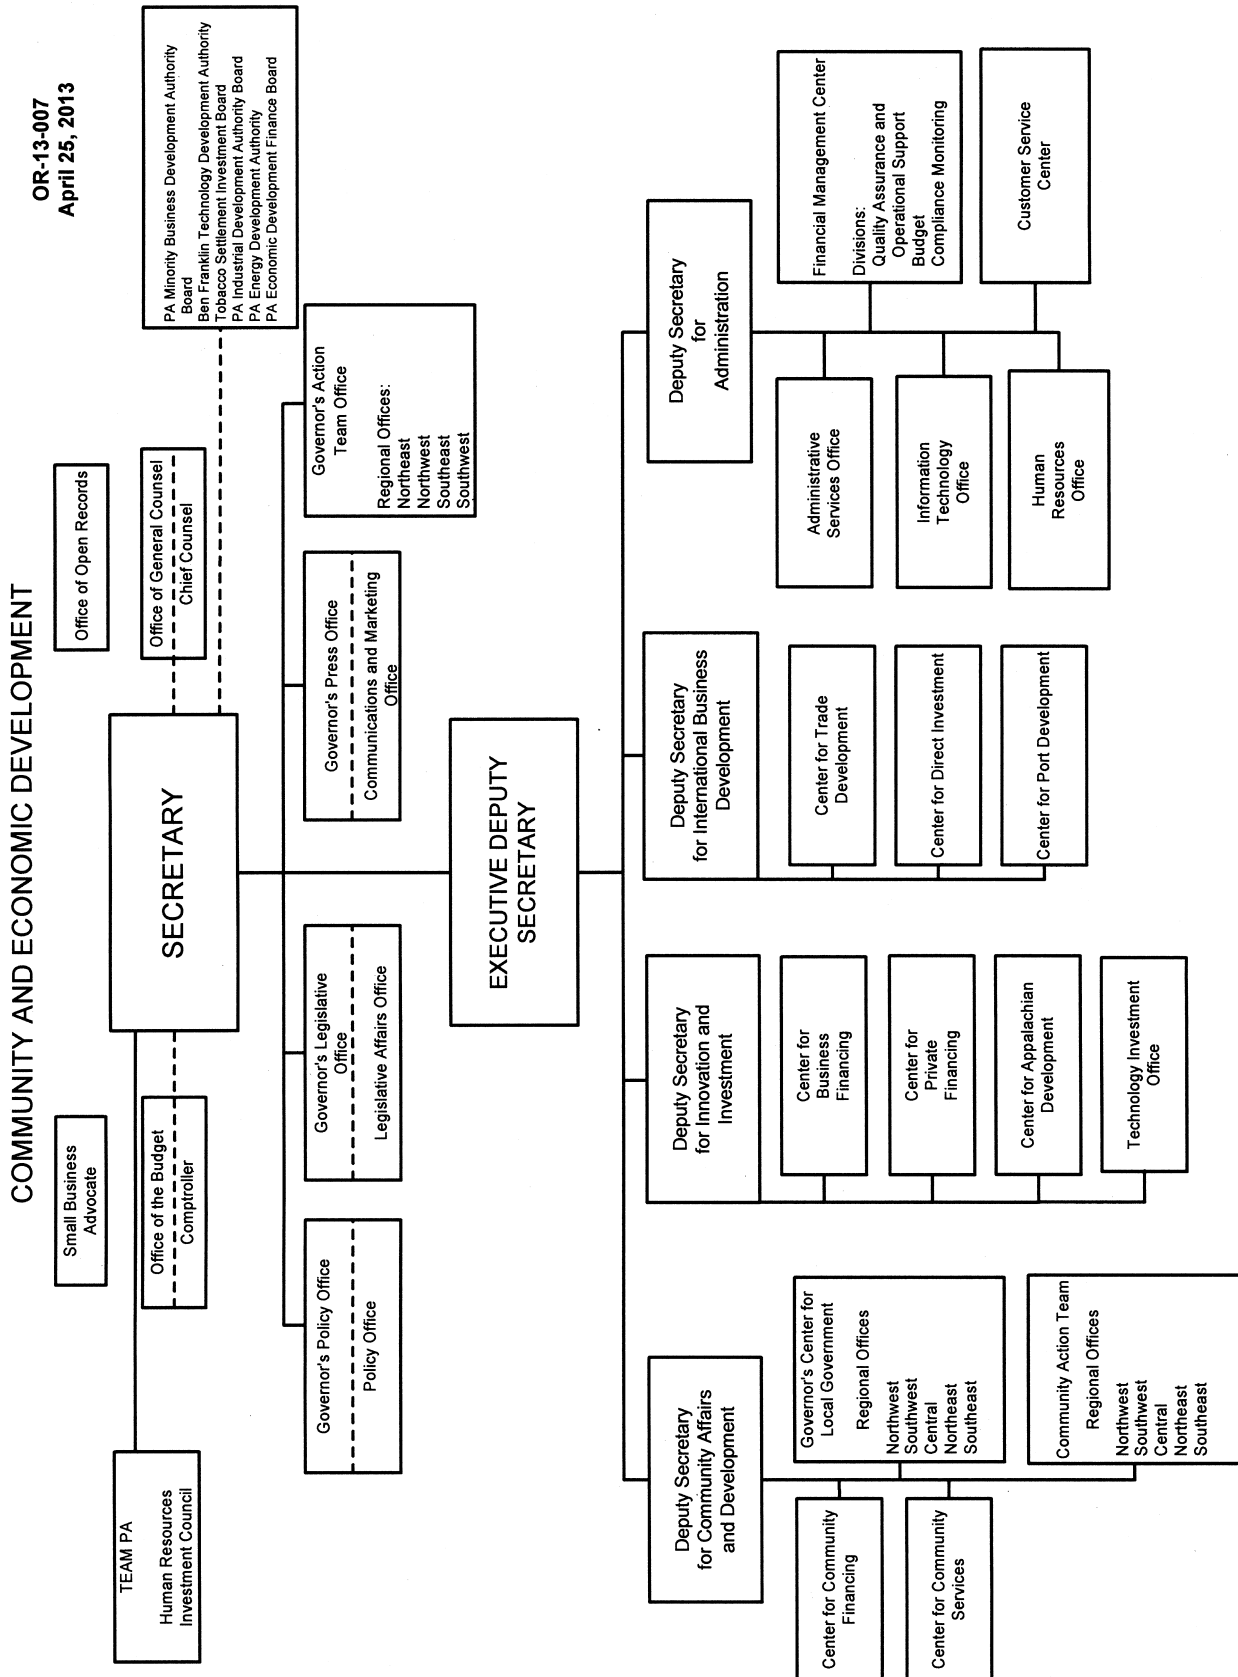 COMMUNITY AND ECONOMIC DEVELOPMENT
OR-13-007
April 25, 2013
Small Business
Advocate
Office of Open Records
TEAM PA
Human Resources
Investment Council
Office of the Budget
Comptroller
SECRETARY
Office of General Counsel
Chief Counsel
PA Minority Business Development Authority
Board
Ben Franklin Technology Development Authority
Tobacco Settlement Investment Board
PA Industrial Development Authority Board
PA Energy Development Authority
PA Economic Development Finance Board
Governor's Policy Office
Policy Office
Governor's Legislative
Office
Legislative Affairs Office
Governor's Press Office
Communications and Marketing
Office
Governor's Action
Team Office
Regional Offices:
Northeast
Northwest
Southeast
Southwest
EXECUTIVE DEPUTY
SECRETARY
Deputy Secretary
for Community Affairs
and Development
Center for Community
Financing
Center for Community
Services
Governor's Center for
Local Government
Regional Offices
Northwest
Southwest
Central
Northeast
Southeast
Community Action Team
Regional Offices
Northwest
Southwest
Central
Northeast
Southeast
Deputy Secretary
for Innovation and
Investment
Center for
Business
Financing
Center for
Private
Financing
Center for Appalachian
Development
Technology Investment
Office
Deputy Secretary
for International Business
Development
Center for Trade
Development
Center for Direct Investment
Center for Port Development
Deputy Secretary
for
Administration
Administrative
Services Office
Information
Technology
Office
Human
Resources
Office
Financial Management Center
Divisions:
Quality Assurance and
Operational Support
Budget
Compliance Monitoring
Customer Service
Center